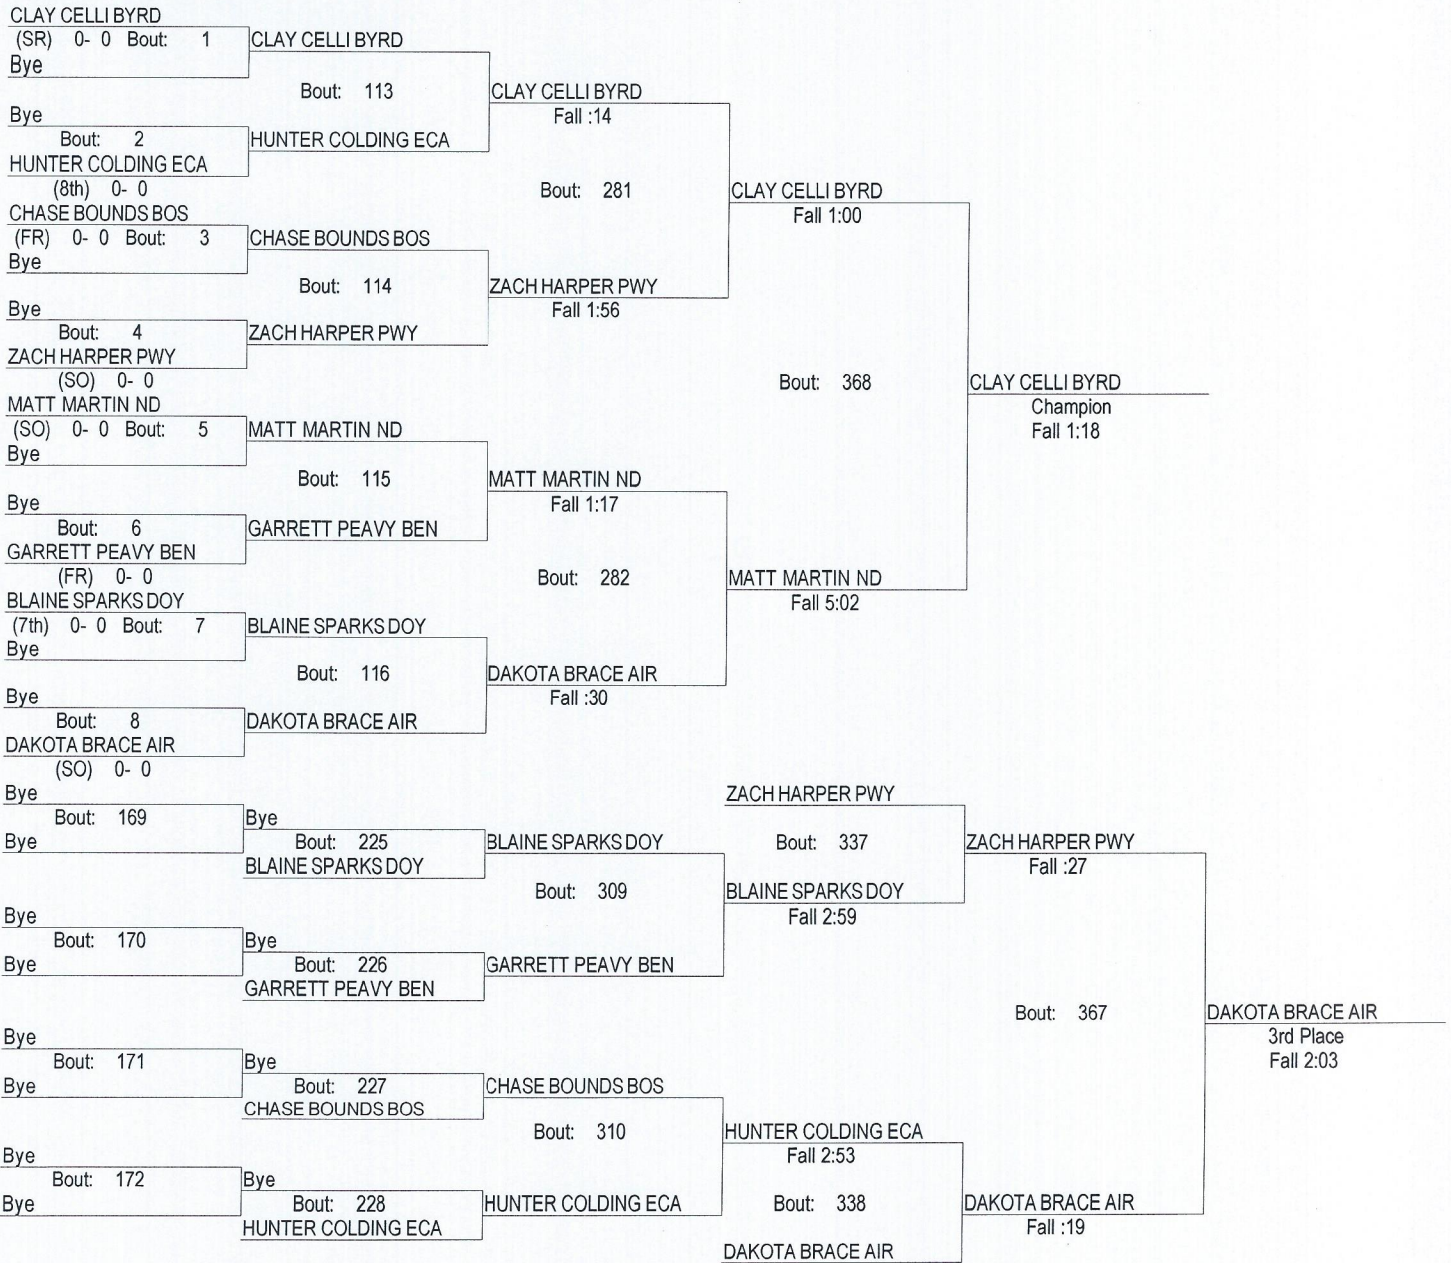 CLAY CELLI BYRD
(SR) 0- 0 Bout: 1 CLAY CELLI BYRD
Bye
Bout: 113 CLAY CELLI BYRD
Bye Fall :14
Bout: 2 HUNTER COLDING ECA
HUNTER COLDING ECA
(8th) 0- 0 Bout: 281 CLAY CELLI BYRD
CHASE BOUNDS BOS Fall 1:00
(FR) 0- 0 Bout: 3 CHASE BOUNDS BOS
Bye
Bout: 114 ZACH HARPER PWY
Bye Fall 1:56
Bout: 4 ZACH HARPER PWY
ZACH HARPER PWY
(SO) 0- 0 Bout: 368 CLAY CELLI BYRD
MATT MARTIN ND Champion
(SO) 0- 0 Bout: 5 MATT MARTIN ND Fall 1:18
Bye
Bout: 115 MATT MARTIN ND
Bye Fall 1:17
Bout: 6 GARRETT PEAVY BEN
GARRETT PEAVY BEN
(FR) 0- 0 Bout: 282 MATT MARTIN ND
BLAINE SPARKS DOY Fall 5:02
(7th) 0- 0 Bout: 7 BLAINE SPARKS DOY
Bye
Bout: 116 DAKOTA BRACE AIR
Bye Fall :30
Bout: 8 DAKOTA BRACE AIR
DAKOTA BRACE AIR
(SO) 0- 0
Bye ZACH HARPER PWY
Bout: 169 Bye
Bye Bout: 225 BLAINE SPARKS DOY Bout: 337 ZACH HARPER PWY
BLAINE SPARKS DOY Fall :27
Bout: 309 BLAINE SPARKS DOY
Bye Fall 2:59
Bout: 170 Bye
Bye Bout: 226 GARRETT PEAVY BEN
GARRETT PEAVY BEN
Bout: 367 DAKOTA BRACE AIR
Bye 3rd Place
Bout: 171 Bye Fall 2:03
Bye Bout: 227 CHASE BOUNDS BOS
CHASE BOUNDS BOS
Bout: 310 HUNTER COLDING ECA
Bye Fall 2:53
Bout: 172 Bye
Bye Bout: 228 HUNTER COLDING ECA Bout: 338 DAKOTA BRACE AIR
HUNTER COLDING ECA Fall :19
DAKOTA BRACE AIR